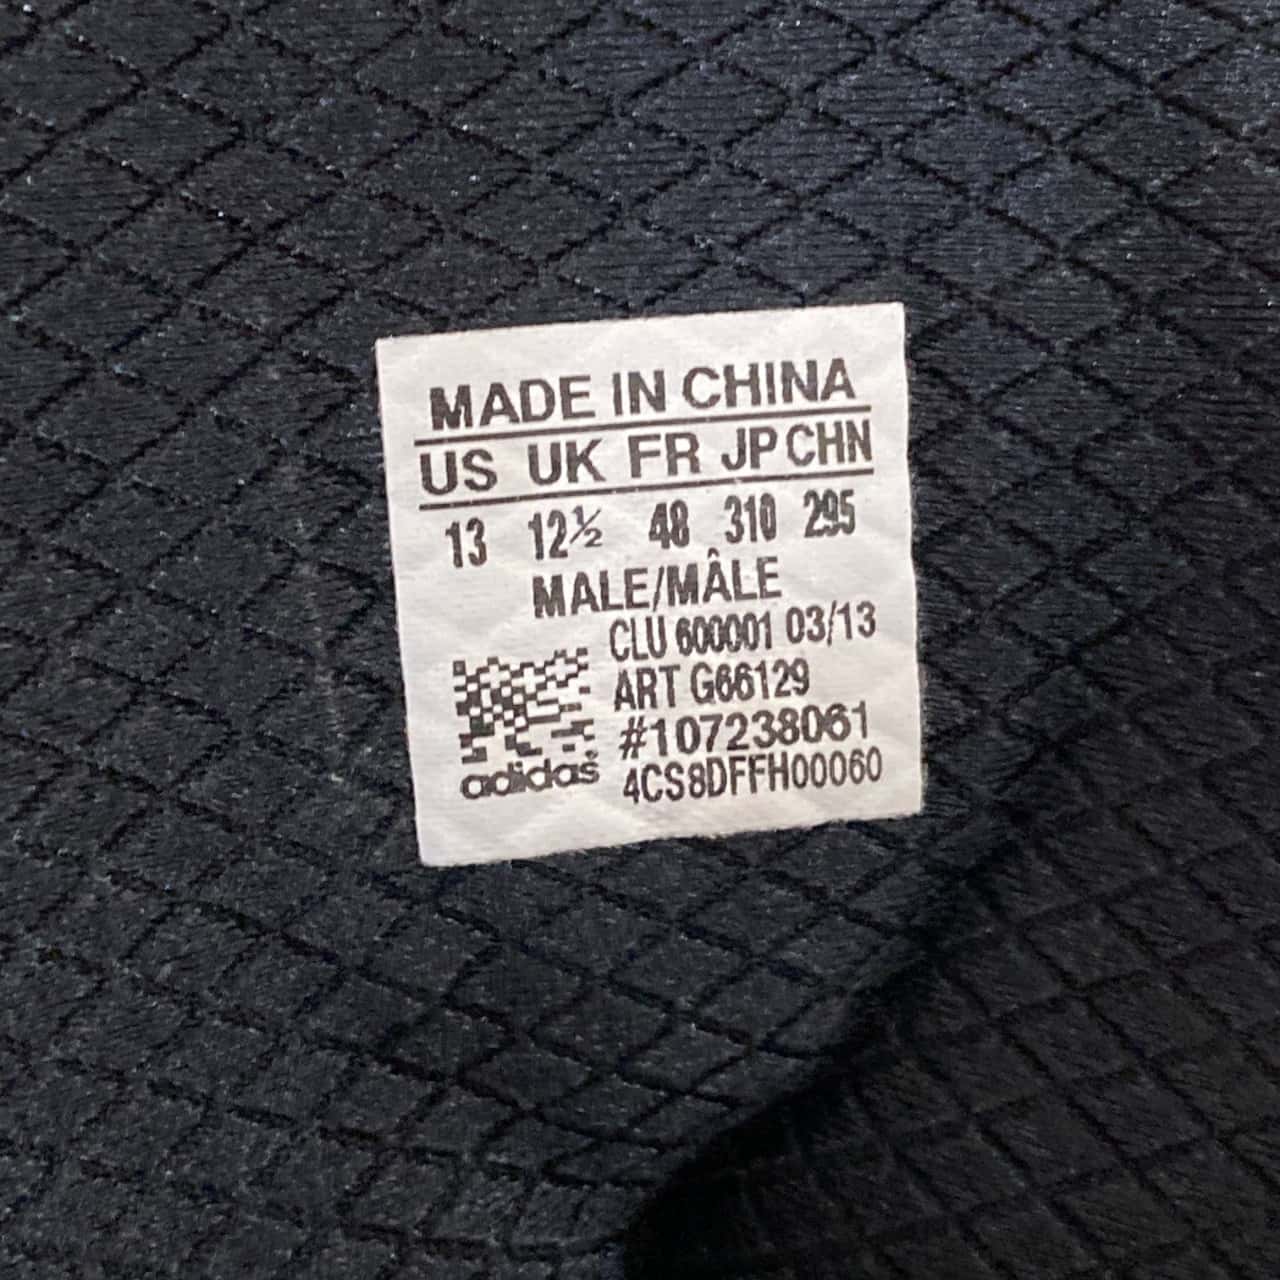 MADE IN CHINA
US UK FR JP CHN
13 12½ 48 310 295
MALE/MÂLE
CLU 600001 03/13
ART G66129
#107238061
adidas 4CS8DFFH00060